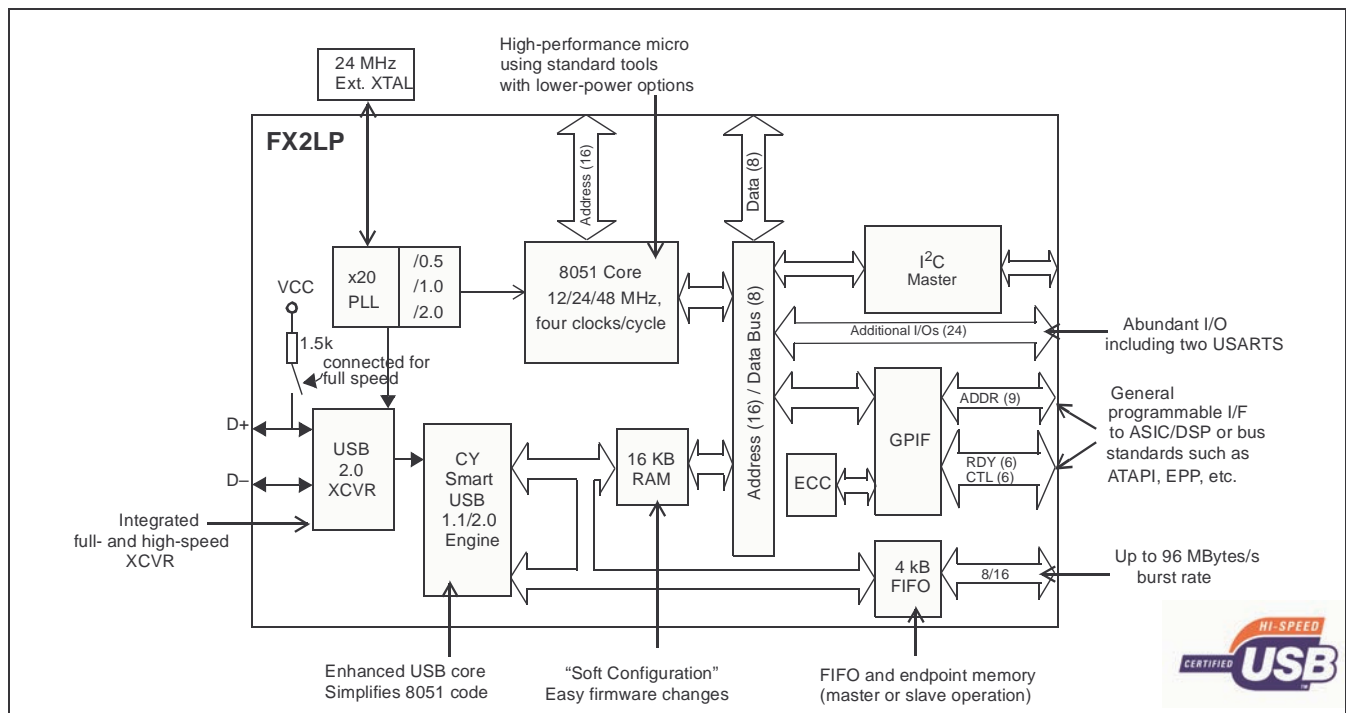 High-performance micro
using standard tools
with lower-power options
24 MHz
Ext. XTAL
FX2LP
Address (16)
Data (8)
x20
PLL
/0.5
/1.0
/2.0
8051 Core
12/24/48 MHz,
four clocks/cycle
I2C
Master
VCC
1.5k
connected for
full speed
Address (16) / Data Bus (8)
Additional I/Os (24)
Abundant I/O
including two USARTS
D+
D–
USB
2.0
XCVR
CY
Smart
USB
1.1/2.0
Engine
16 KB
RAM
ECC
GPIF
ADDR (9)
RDY (6)
CTL (6)
General
programmable I/F
to ASIC/DSP or bus
standards such as
ATAPI, EPP, etc.
Integrated
full- and high-speed
XCVR
4 kB
FIFO
8/16
Up to 96 MBytes/s
burst rate
Enhanced USB core
Simplifies 8051 code
“Soft Configuration”
Easy firmware changes
FIFO and endpoint memory
(master or slave operation)
HI-SPEED
CERTIFIED
USB
TM